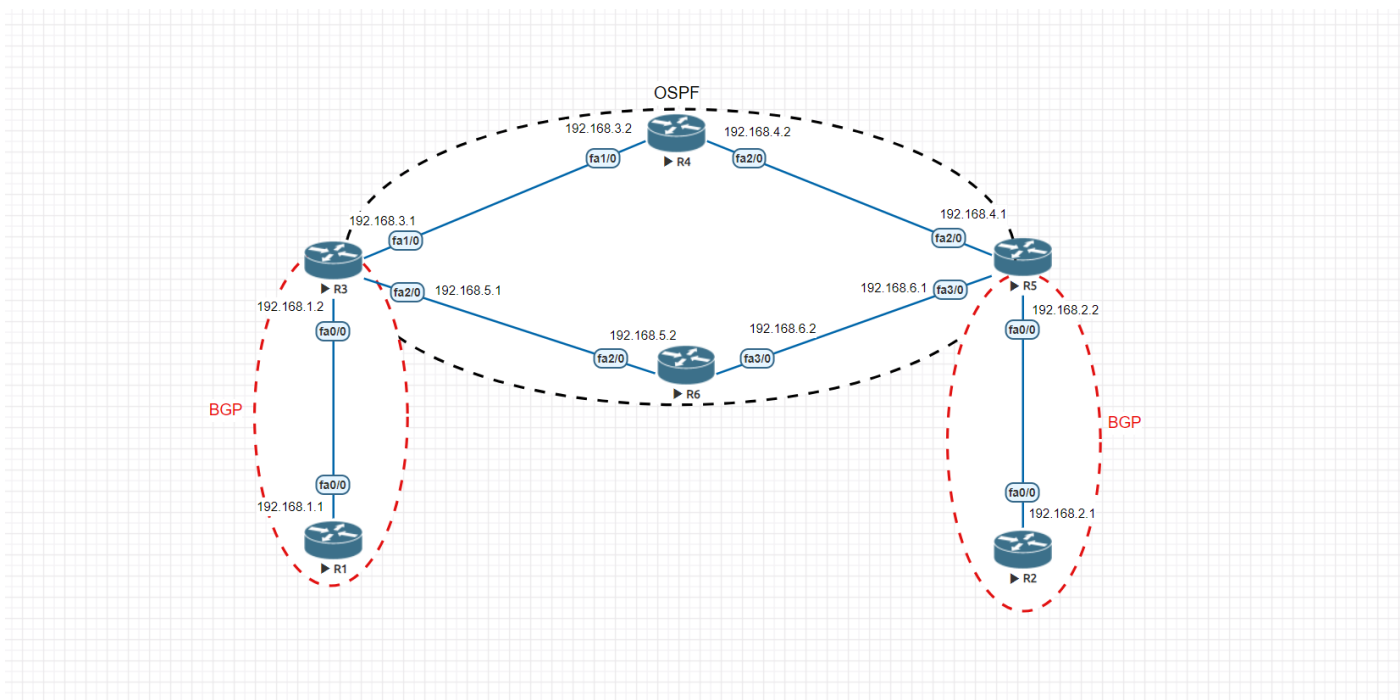 OSPF
192.168.3.2
192.168.4.2
fa1/0
fa2/0
R4
192.168.3.1
192.168.4.1
fa1/0
fa2/0
R3
R5
fa2/0
192.168.5.1
192.168.6.1
fa3/0
192.168.1.2
192.168.2.2
fa0/0
fa0/0
192.168.5.2
192.168.6.2
fa2/0
fa3/0
R6
BGP
BGP
fa0/0
fa0/0
192.168.1.1
192.168.2.1
R1
R2